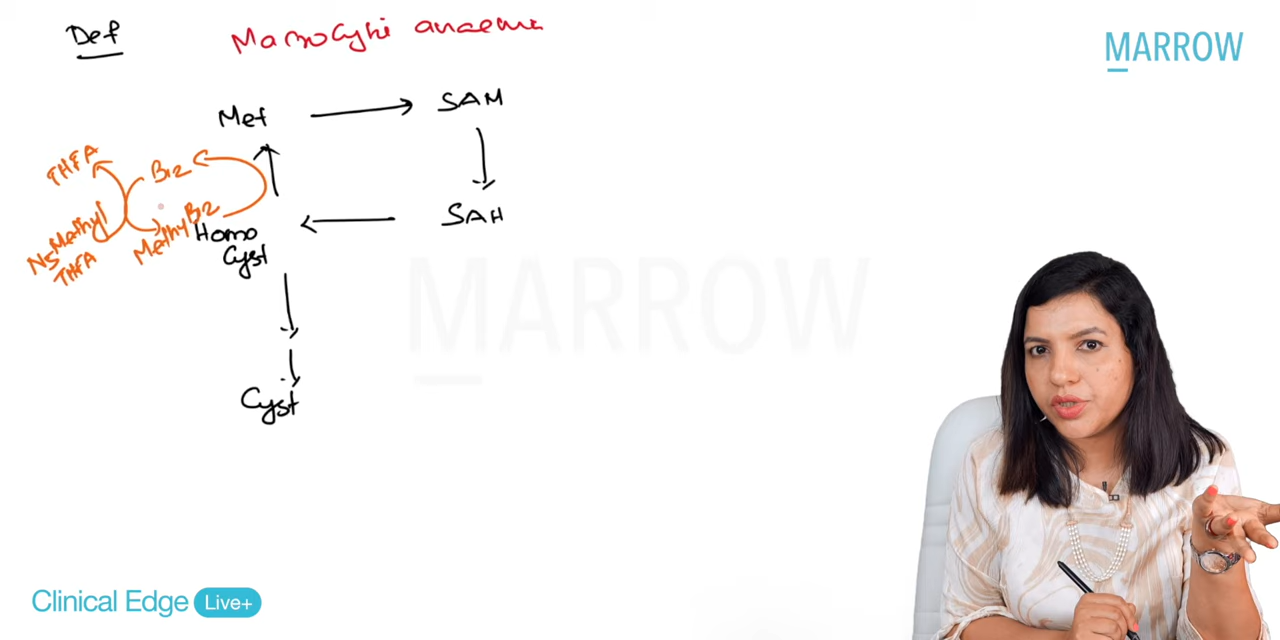 Def
Macrocytic anaemia
MARROW
Met
SAM
THFA
B12
N5 Methyl
THFA
Methyl B12
Homo
Cyst
SAH
MARROW
Cyst
Clinical Edge Live+